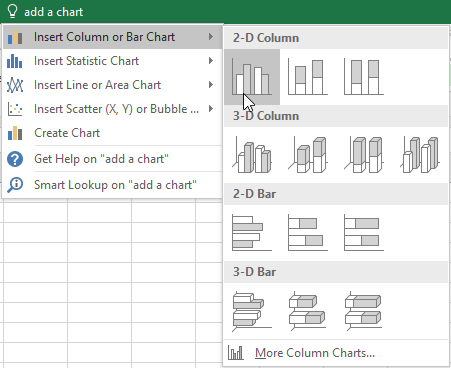 add a chart
Insert Column or Bar Chart
Insert Statistic Chart
Insert Line or Area Chart
Insert Scatter (X, Y) or Bubble ...
Create Chart
Get Help on "add a chart"
Smart Lookup on "add a chart"
2-D Column
3-D Column
2-D Bar
3-D Bar
More Column Charts...